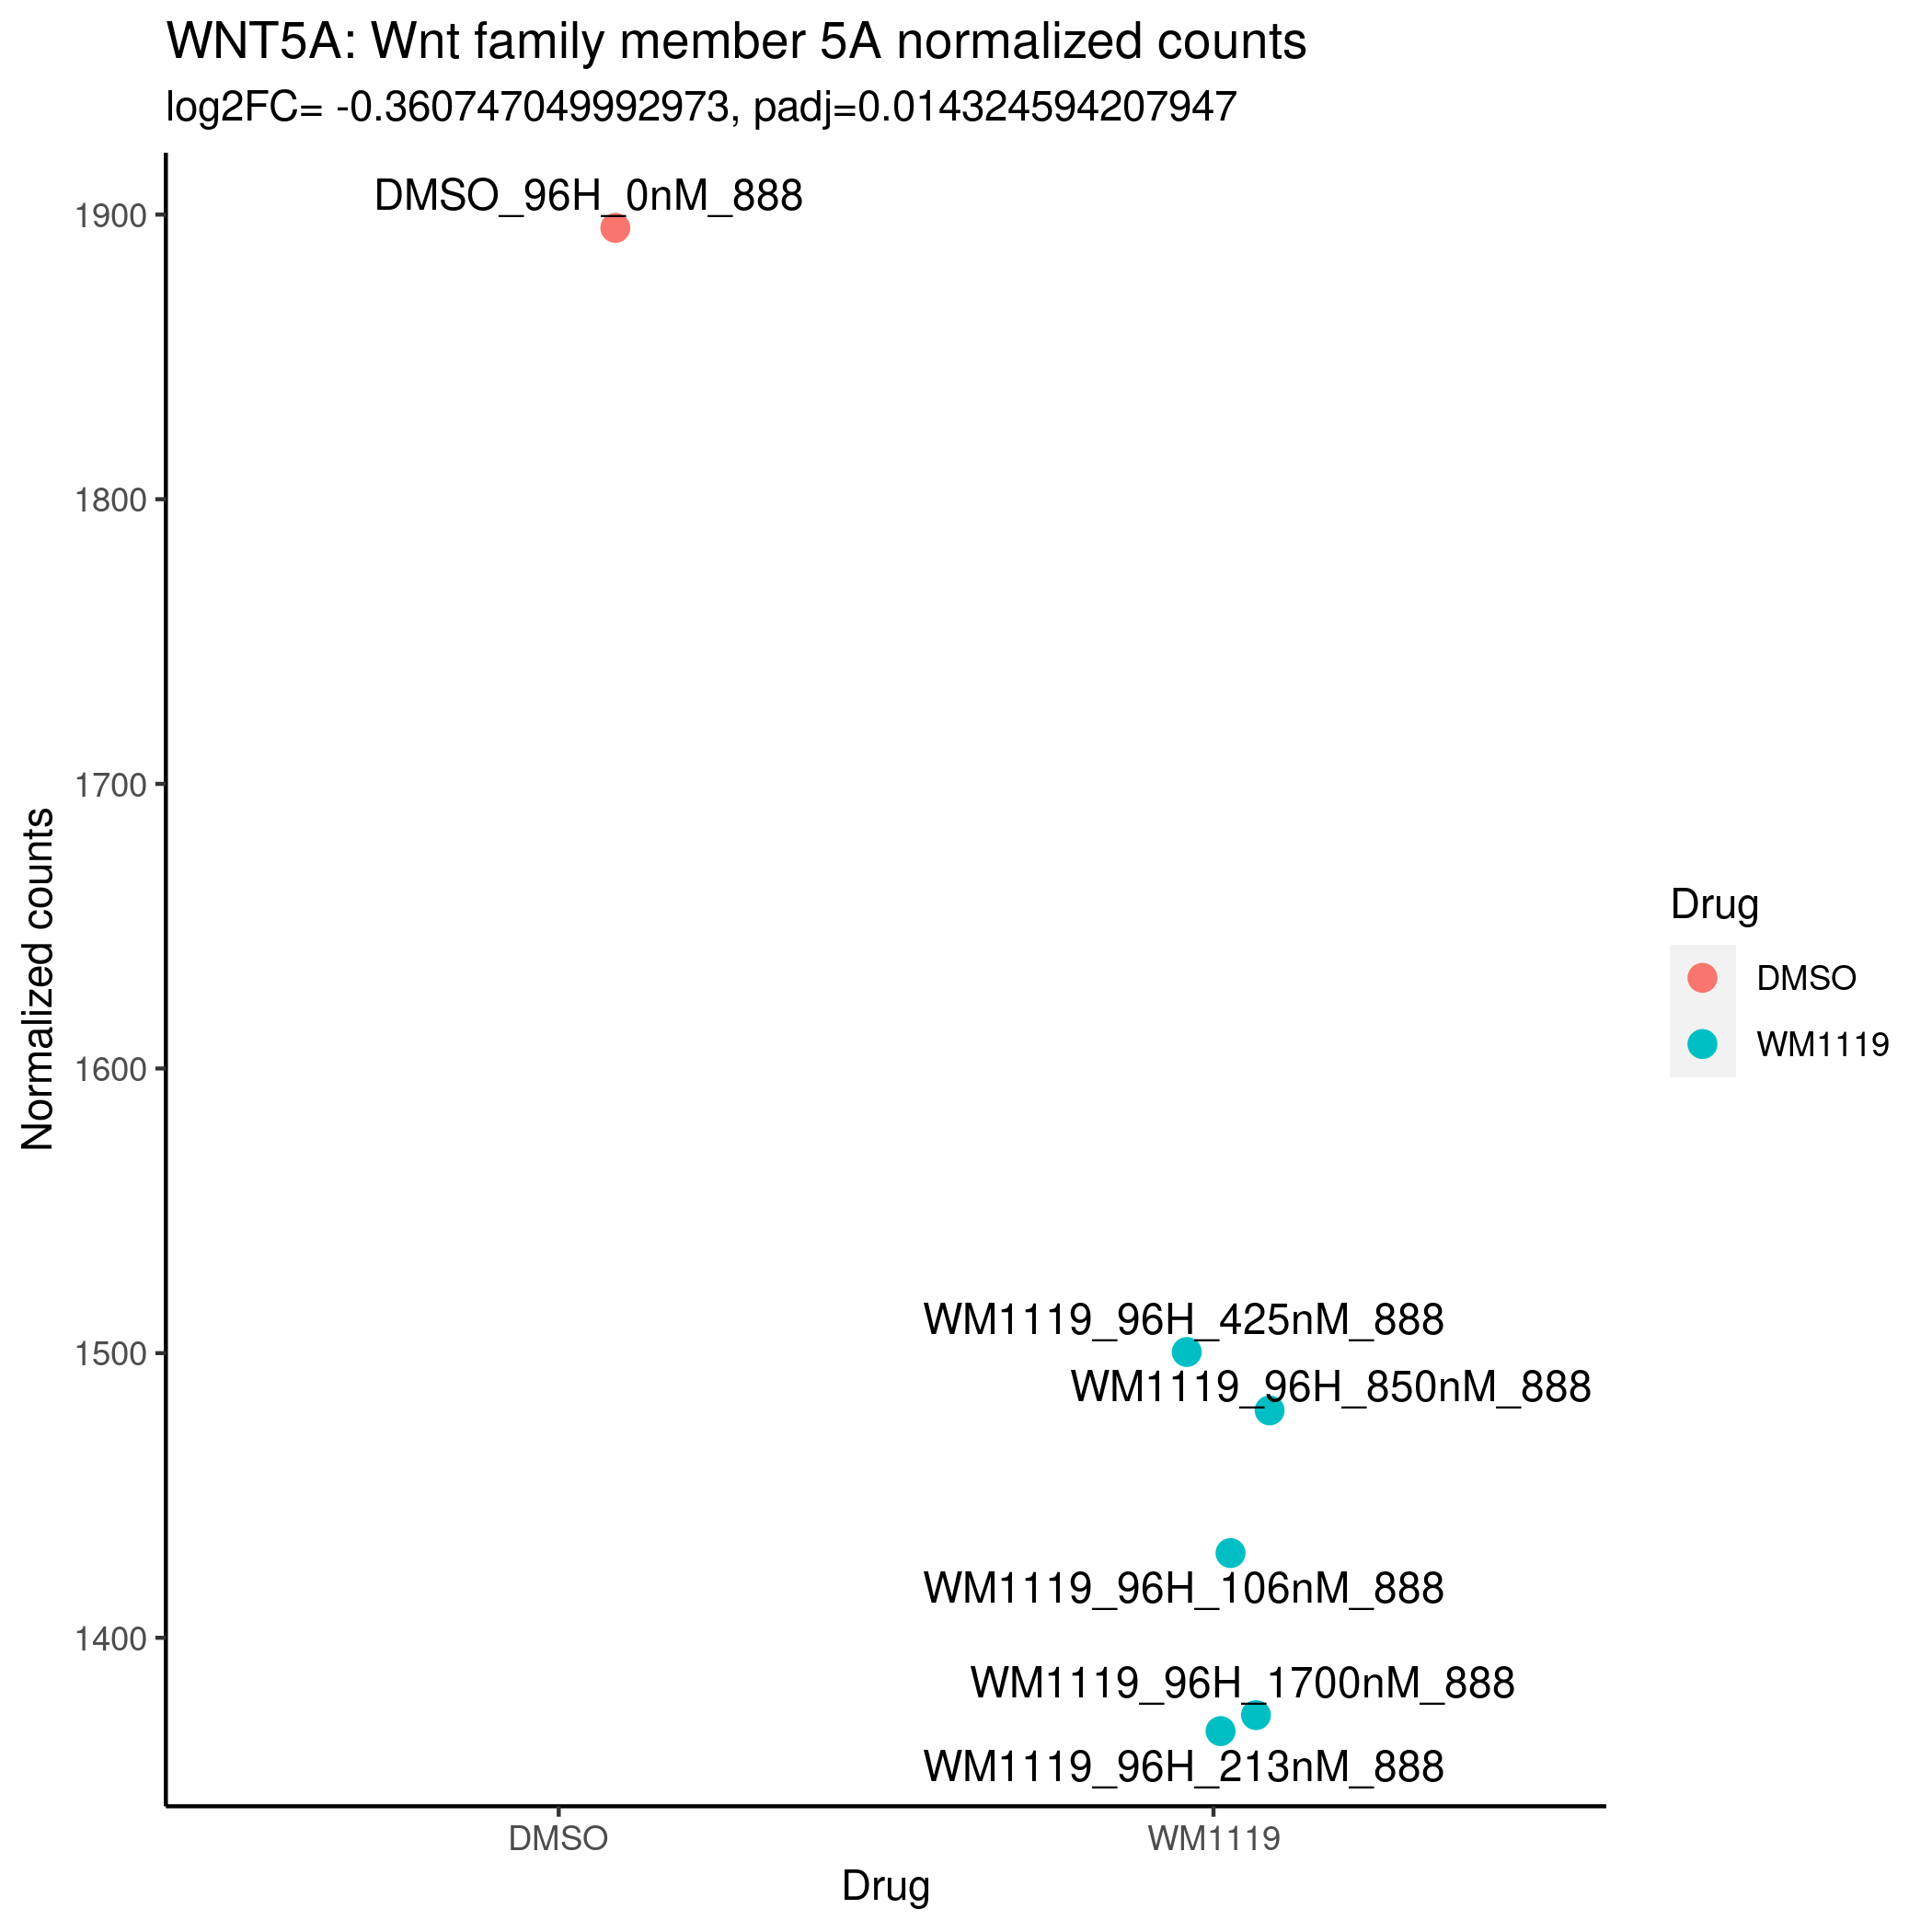 WNT5A: Wnt family member 5A normalized counts
log2FC= -0.360747049992973, padj=0.014324594207947
DMSO_96H_0nM_888
1900
1800
1700
1600
1500
1400
Normalized counts
WM1119_96H_425nM_888
WM1119_96H_850nM_888
WM1119_96H_106nM_888
WM1119_96H_1700nM_888
WM1119_96H_213nM_888
DMSO
WM1119
Drug
Drug
DMSO
WM1119